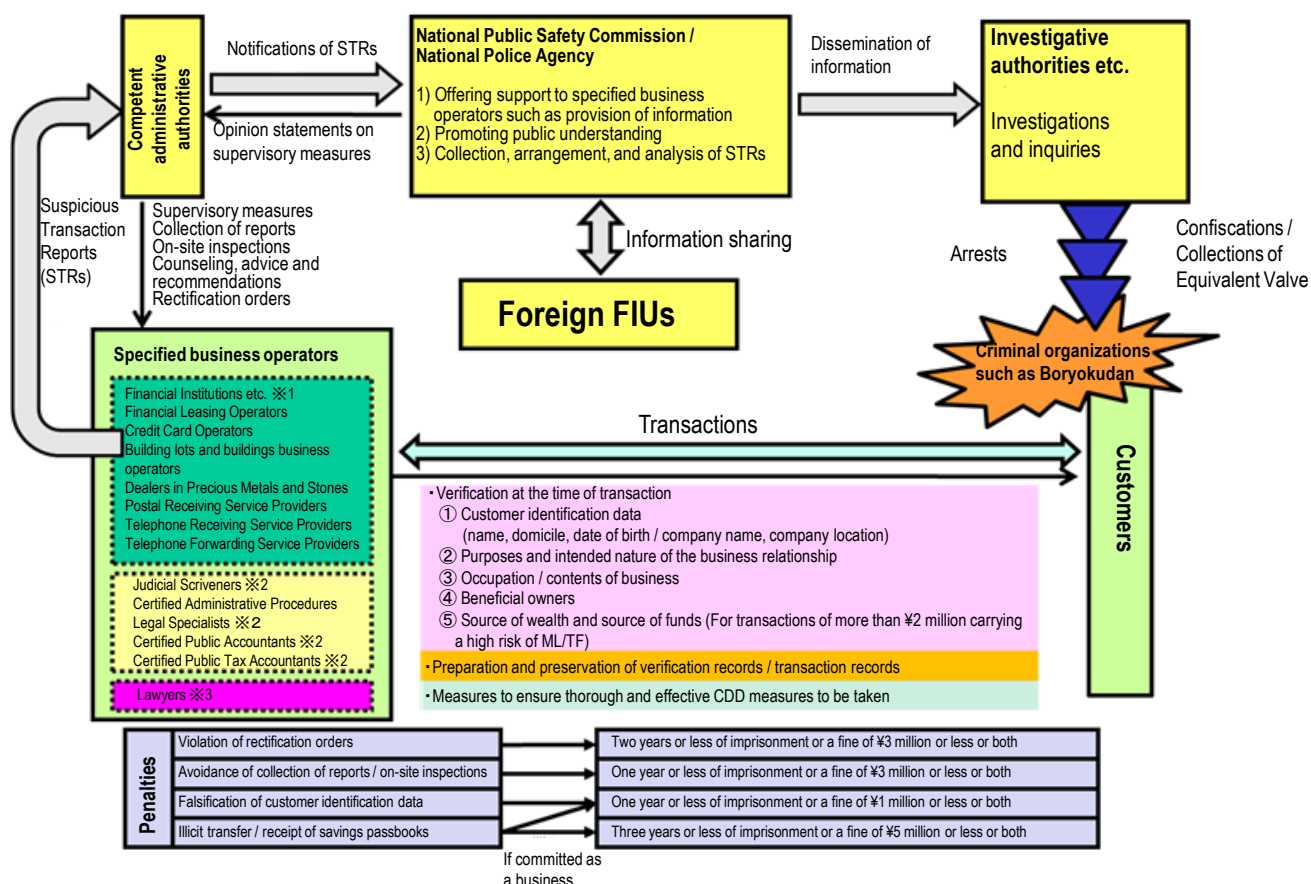 Competent
administrative
authorities
Notifications of STRs
Opinion statements on
supervisory measures
National Public Safety Commission /
National Police Agency
1) Offering support to specified business
operators such as provision of information
2) Promoting public understanding
3) Collection, arrangement, and analysis of STRs
Dissemination of
information
Investigative
authorities etc.
Investigations
and inquiries
Suspicious
Transaction
Reports
(STRs)
Supervisory measures
Collection of reports
On-site inspections
Counseling, advice and
recommendations
Rectification orders
Information sharing
Foreign FIUs
Arrests
Confiscations /
Collections of
Equivalent Valve
Criminal organizations
such as Boryokudan
Specified business operators
Financial Institutions etc. ※1
Financial Leasing Operators
Credit Card Operators
Building lots and buildings business
operators
Dealers in Precious Metals and Stones
Postal Receiving Service Providers
Telephone Receiving Service Providers
Telephone Forwarding Service Providers
Judicial Scriveners ※2
Certified Administrative Procedures
Legal Specialists ※2
Certified Public Accountants ※2
Certified Public Tax Accountants ※2
Lawyers ※3
Transactions
・Verification at the time of transaction
① Customer identification data
(name, domicile, date of birth / company name, company location)
② Purposes and intended nature of the business relationship
③ Occupation / contents of business
④ Beneficial owners
⑤ Source of wealth and source of funds (For transactions of more than ¥2 million carrying
a high risk of ML/TF)
・Preparation and preservation of verification records / transaction records
・Measures to ensure thorough and effective CDD measures to be taken
Customers
Penalties
Violation of rectification orders
Two years or less of imprisonment or a fine of ¥3 million or less or both
Avoidance of collection of reports / on-site inspections
One year or less of imprisonment or a fine of ¥3 million or less or both
Falsification of customer identification data
One year or less of imprisonment or a fine of ¥1 million or less or both
Illicit transfer / receipt of savings passbooks
Three years or less of imprisonment or a fine of ¥5 million or less or both
If committed as
a business